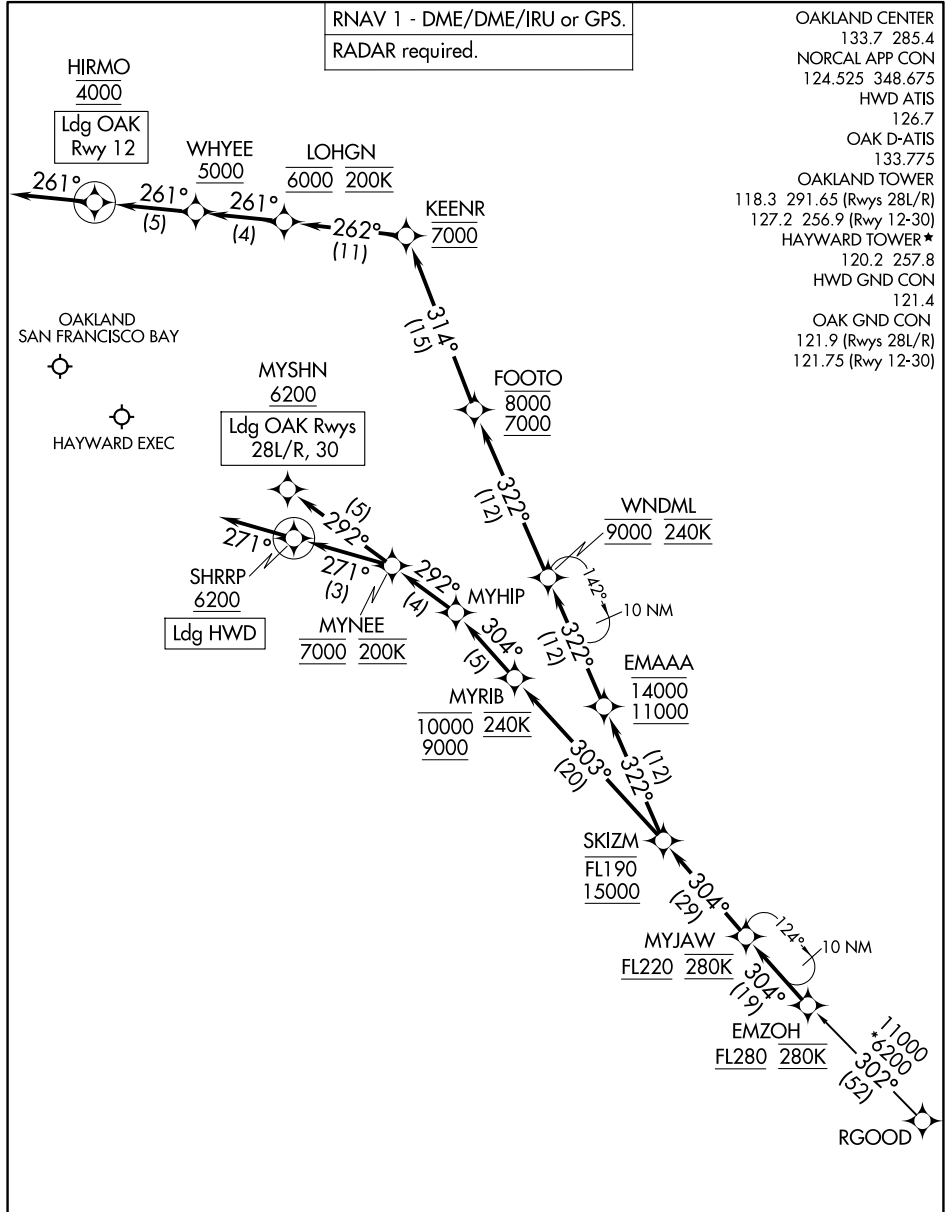 RNAV 1 - DME/DME/IRU or GPS.
RADAR required.
OAKLAND CENTER
133.7 285.4
NORCAL APP CON
124.525 348.675
HWD ATIS
126.7
OAK D-ATIS
133.775
OAKLAND TOWER
118.3 291.65 (Rwys 28L/R)
127.2 256.9 (Rwy 12-30)
HAYWARD TOWER★
120.2 257.8
HWD GND CON
121.4
OAK GND CON
121.9 (Rwys 28L/R)
121.75 (Rwy 12-30)
HIRMO
4000
Ldg OAK
Rwy 12
WHYEE
5000
LOHGN
6000 200K
KEENR
7000
261°
261°
(5)
261°
(4)
262°
(11)
314°
(15)
OAKLAND
SAN FRANCISCO BAY
HAYWARD EXEC
FOOTO
8000
7000
MYSHN
6200
Ldg OAK Rwys
28L/R, 30
322°
(12)
WNDML
9000 240K
142°
10 NM
(5)
292°
271°
SHRRP
6200
Ldg HWD
271°
(3)
MYNEE
7000 200K
292°
(4)
MYHIP
304°
(5)
MYRIB
10000 240K
9000
322°
(12)
EMAAA
14000
11000
(12)
322°
303°
(20)
SKIZM
FL190
15000
304°
(29)
MYJAW
FL220 280K
124°
10 NM
304°
(19)
EMZOH
FL280 280K
11000
*6200
302°
(52)
RGOOD